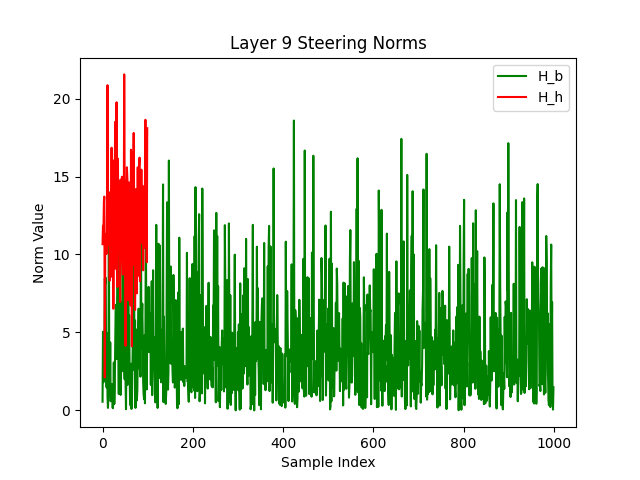 Layer 9 Steering Norms
H_b
H_h
Norm Value
20
15
10
5
0
0 200 400 600 800 1000
Sample Index